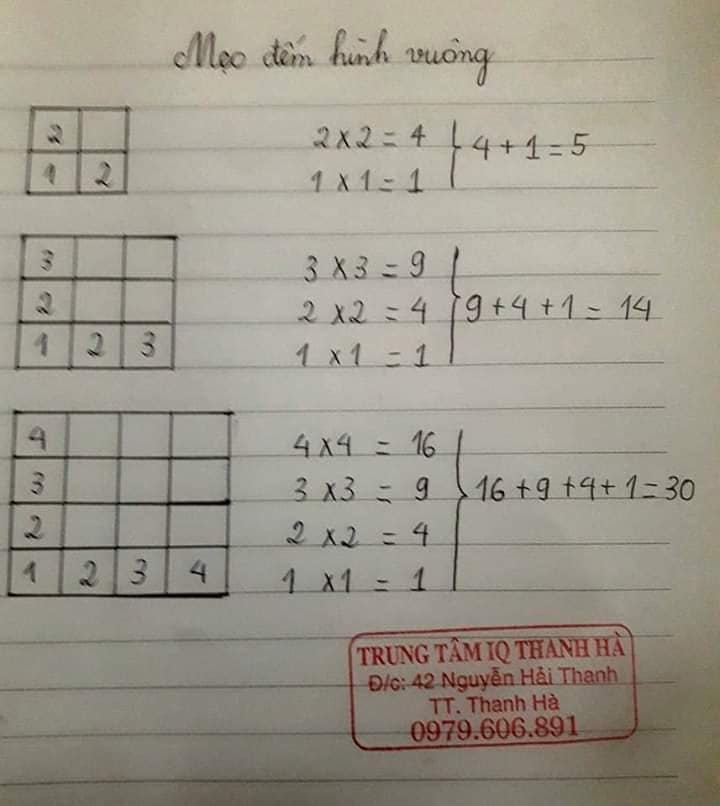 Mẹo đếm hình vuông
2
1 2
2 x 2 = 4
1 x 1 = 1
4 + 1 = 5
3
2
1 2 3
3 x 3 = 9
2 x 2 = 4
1 x 1 = 1
9 + 4 + 1 = 14
4
3
2
1 2 3 4
4 x 4 = 16
3 x 3 = 9
2 x 2 = 4
1 x 1 = 1
16 + 9 + 4 + 1 = 30
TRUNG TÂM IQ THANH HÀ
Đ/c: 42 Nguyễn Hải Thanh
TT. Thanh Hà
0979.606.891